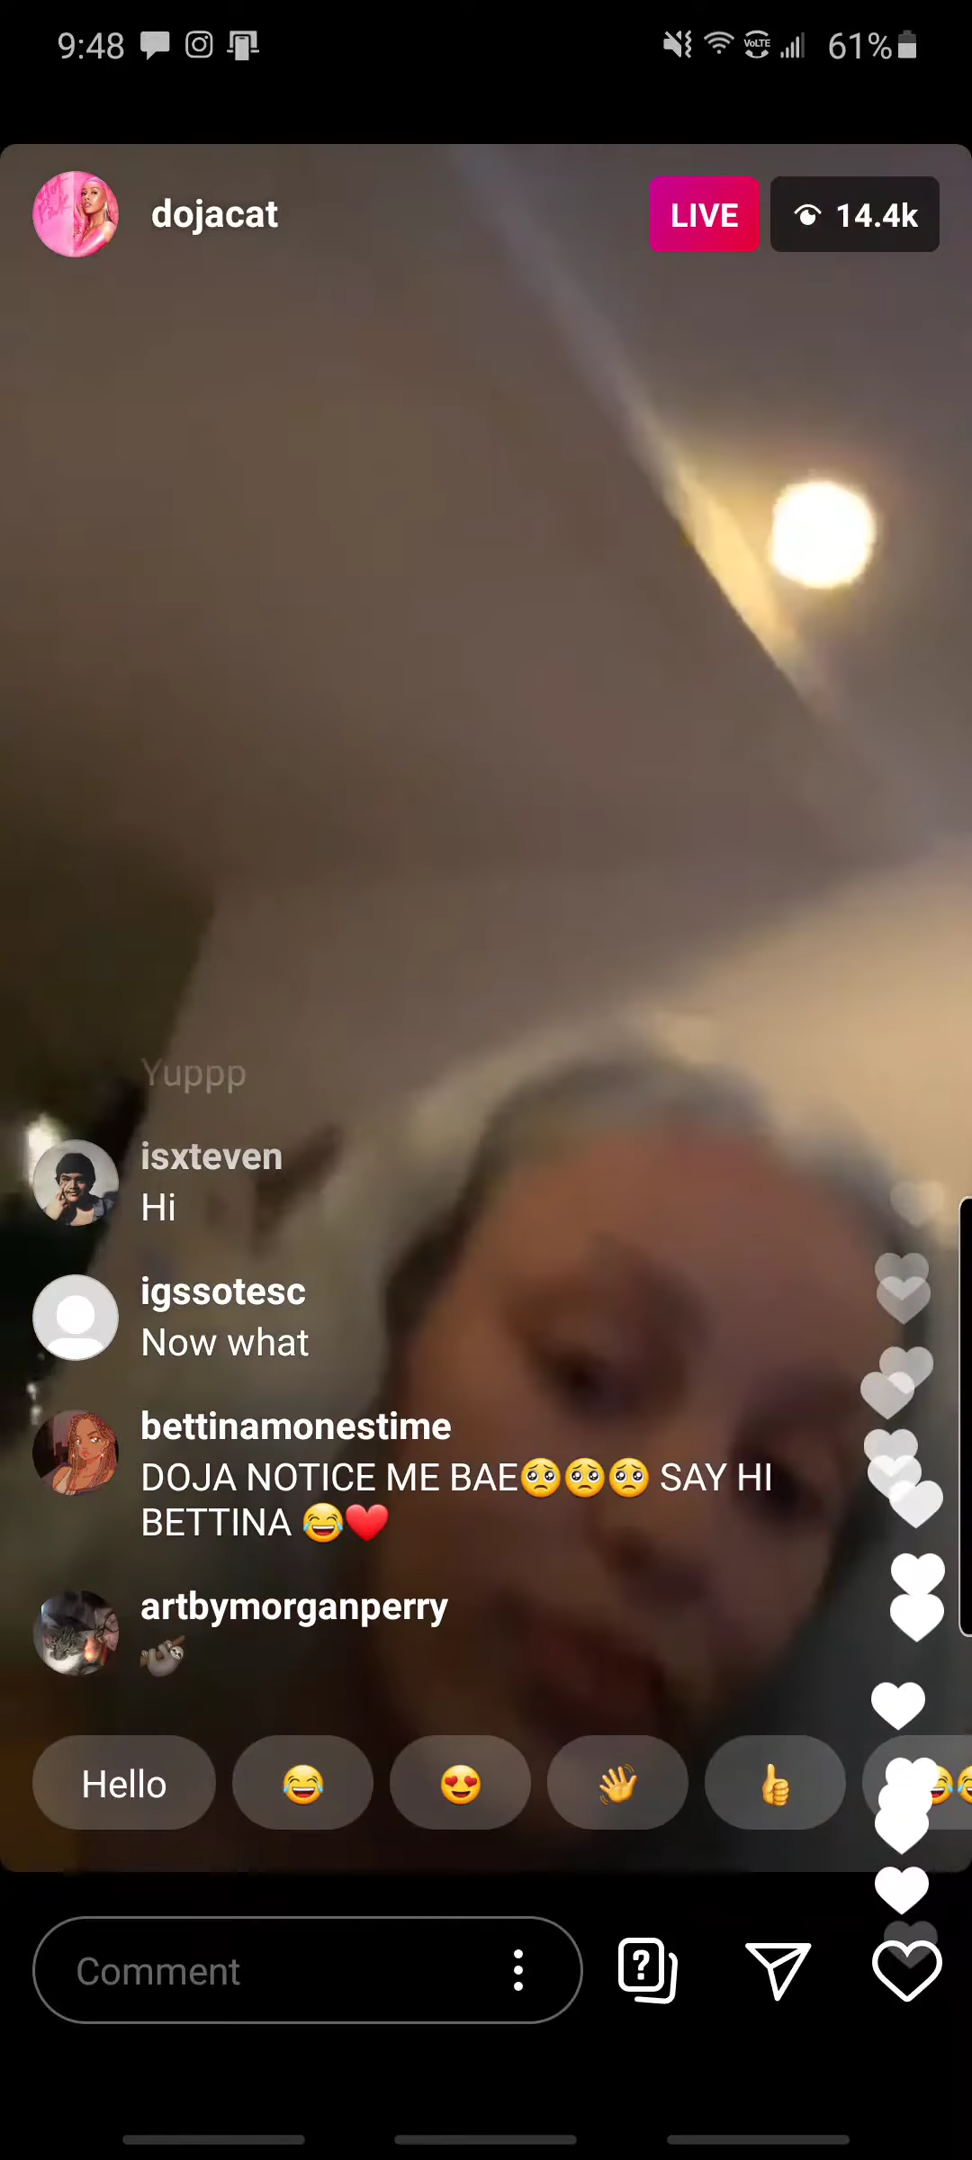 9:48
VoLTE
61%
dojacat
LIVE
14.4k
Yuppp
isxteven
Hi
igssotesc
Now what
bettinamonestime
DOJA NOTICE ME BAE🥺🥺🥺 SAY HI
BETTINA 😂❤️
artbymorganperry
🦥
Hello
😂
😍
👋
👍
Comment
?